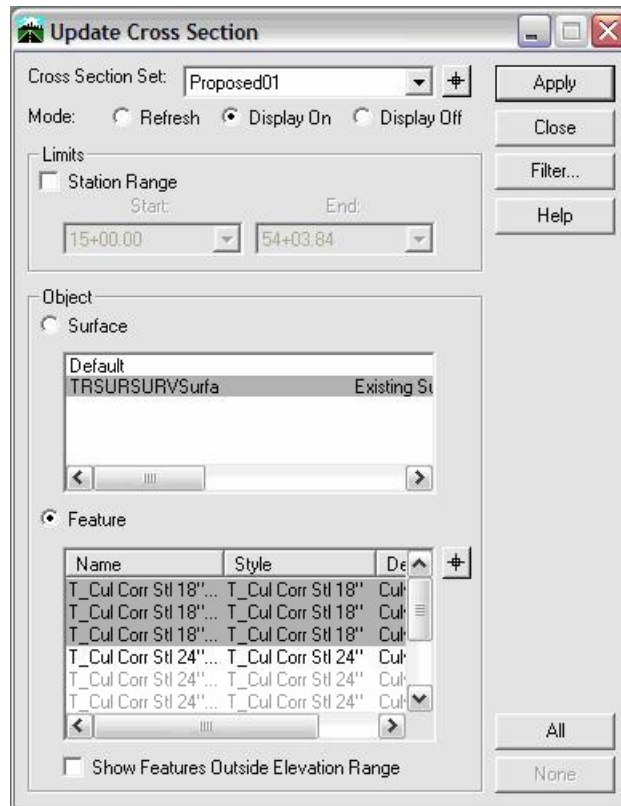 Update Cross Section
Cross Section Set: Proposed01
Apply
Mode: Refresh Display On Display Off
Close
Limits
Station Range
Filter...
Start: End:
Help
15+00.00 54+03.84
Object
Surface
Default
TRSURSURVSurfa Existing Su
Feature
Name Style De
T_Cul Corr Stl 18"... T_Cul Corr Stl 18" Cul
T_Cul Corr Stl 18"... T_Cul Corr Stl 18" Cul
T_Cul Corr Stl 18"... T_Cul Corr Stl 18" Cul
T_Cul Corr Stl 24"... T_Cul Corr Stl 24" Cul
T_Cul Corr Stl 24"... T_Cul Corr Stl 24" Cul
T_Cul Corr Stl 24"... T_Cul Corr Stl 24" Cul
All
Show Features Outside Elevation Range
None